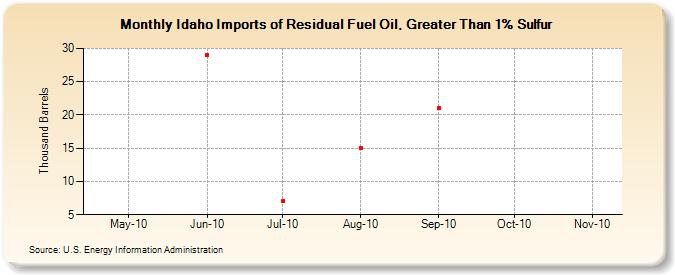 Monthly Idaho Imports of Residual Fuel Oil, Greater Than 1% Sulfur
Thousand Barrels
30
25
20
15
10
5
May-10 Jun-10 Jul-10 Aug-10 Sep-10 Oct-10 Nov-10
Source: U.S. Energy Information Administration